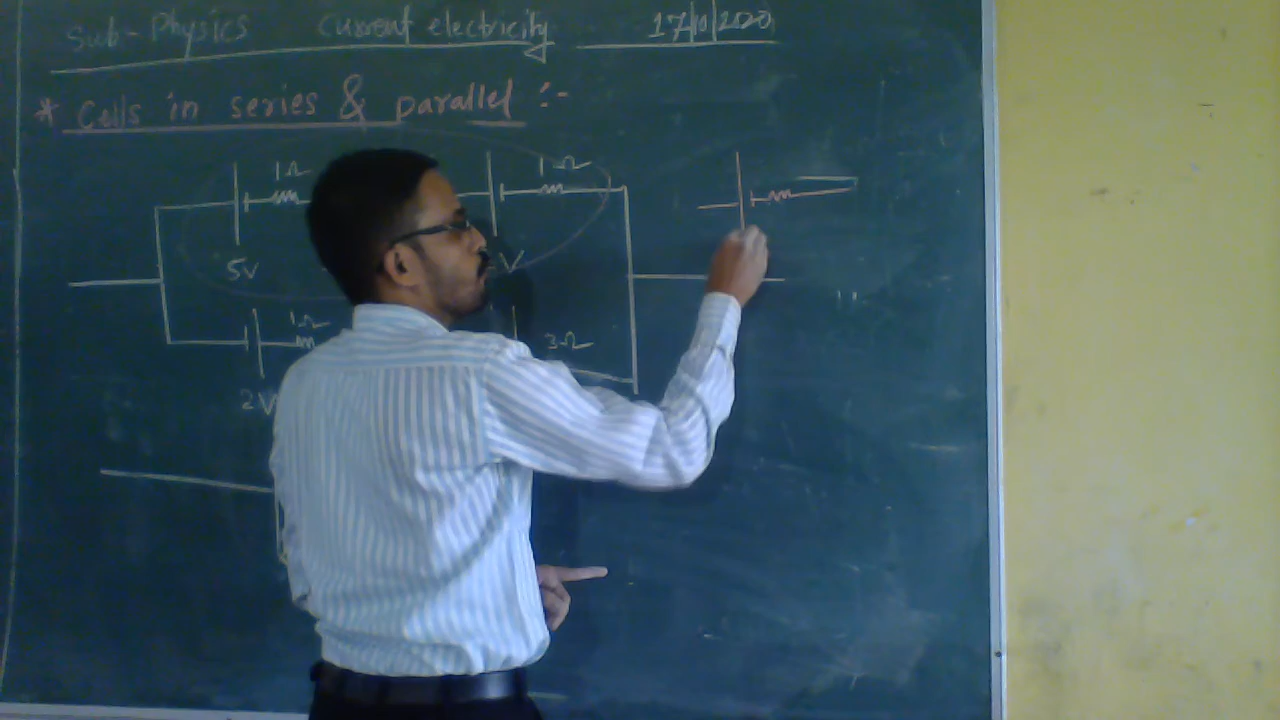 Sub-Physics Current electricity 17/10/2020
* Cells in series & parallel :-
1Ω 1Ω
5V V
1Ω 3Ω
2V